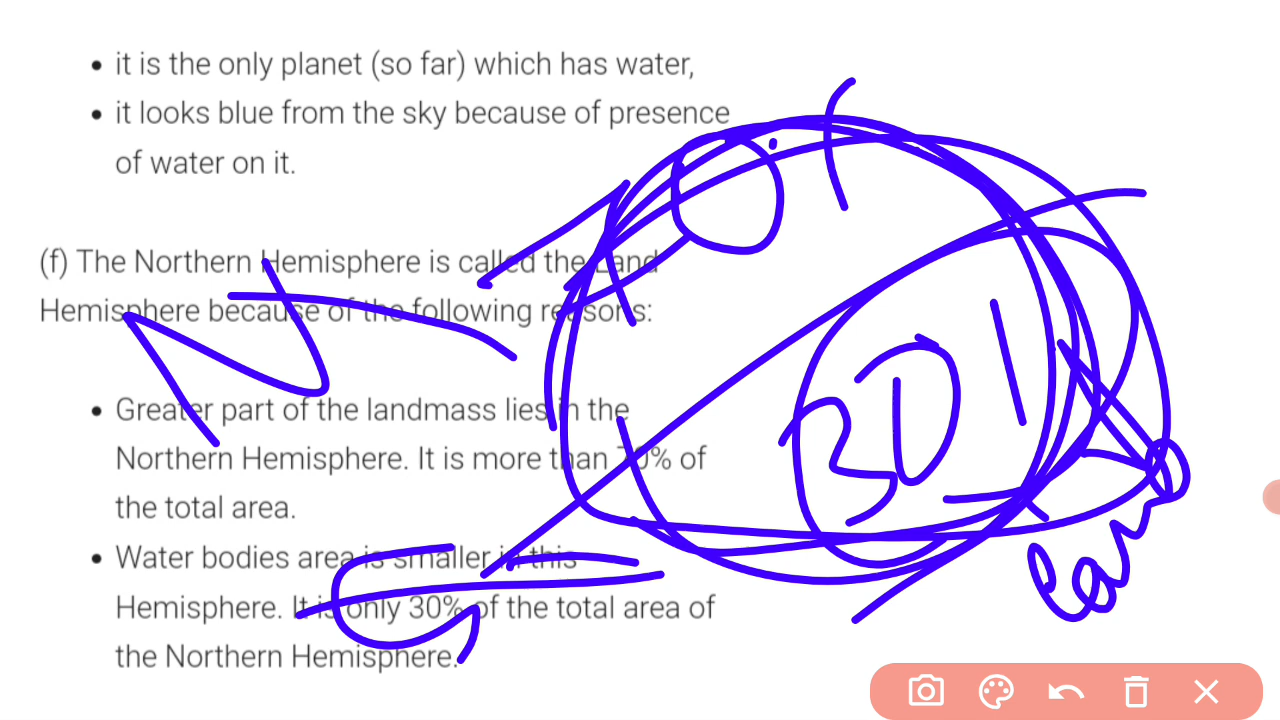 • it is the only planet (so far) which has water,
• it looks blue from the sky because of presence
of water on it.
(f) The Northern Hemisphere is called the Land
Hemisphere because of the following reasons:
• Greater part of the landmass lies in the
Northern Hemisphere. It is more than 70% of
the total area.
• Water bodies area is smaller in this
Hemisphere. It is only 30% of the total area of
the Northern Hemisphere.
N
30